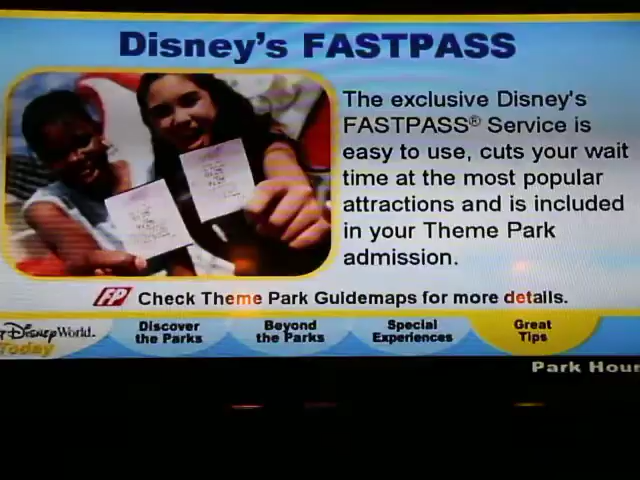 Disney's FASTPASS
The exclusive Disney's
FASTPASS® Service is
easy to use, cuts your wait
time at the most popular
attractions and is included
in your Theme Park
admission.
FP Check Theme Park Guidemaps for more details.
Disney World.
Today
Discover
the Parks
Beyond
the Parks
Special
Experiences
Great
Tips
Park Hour